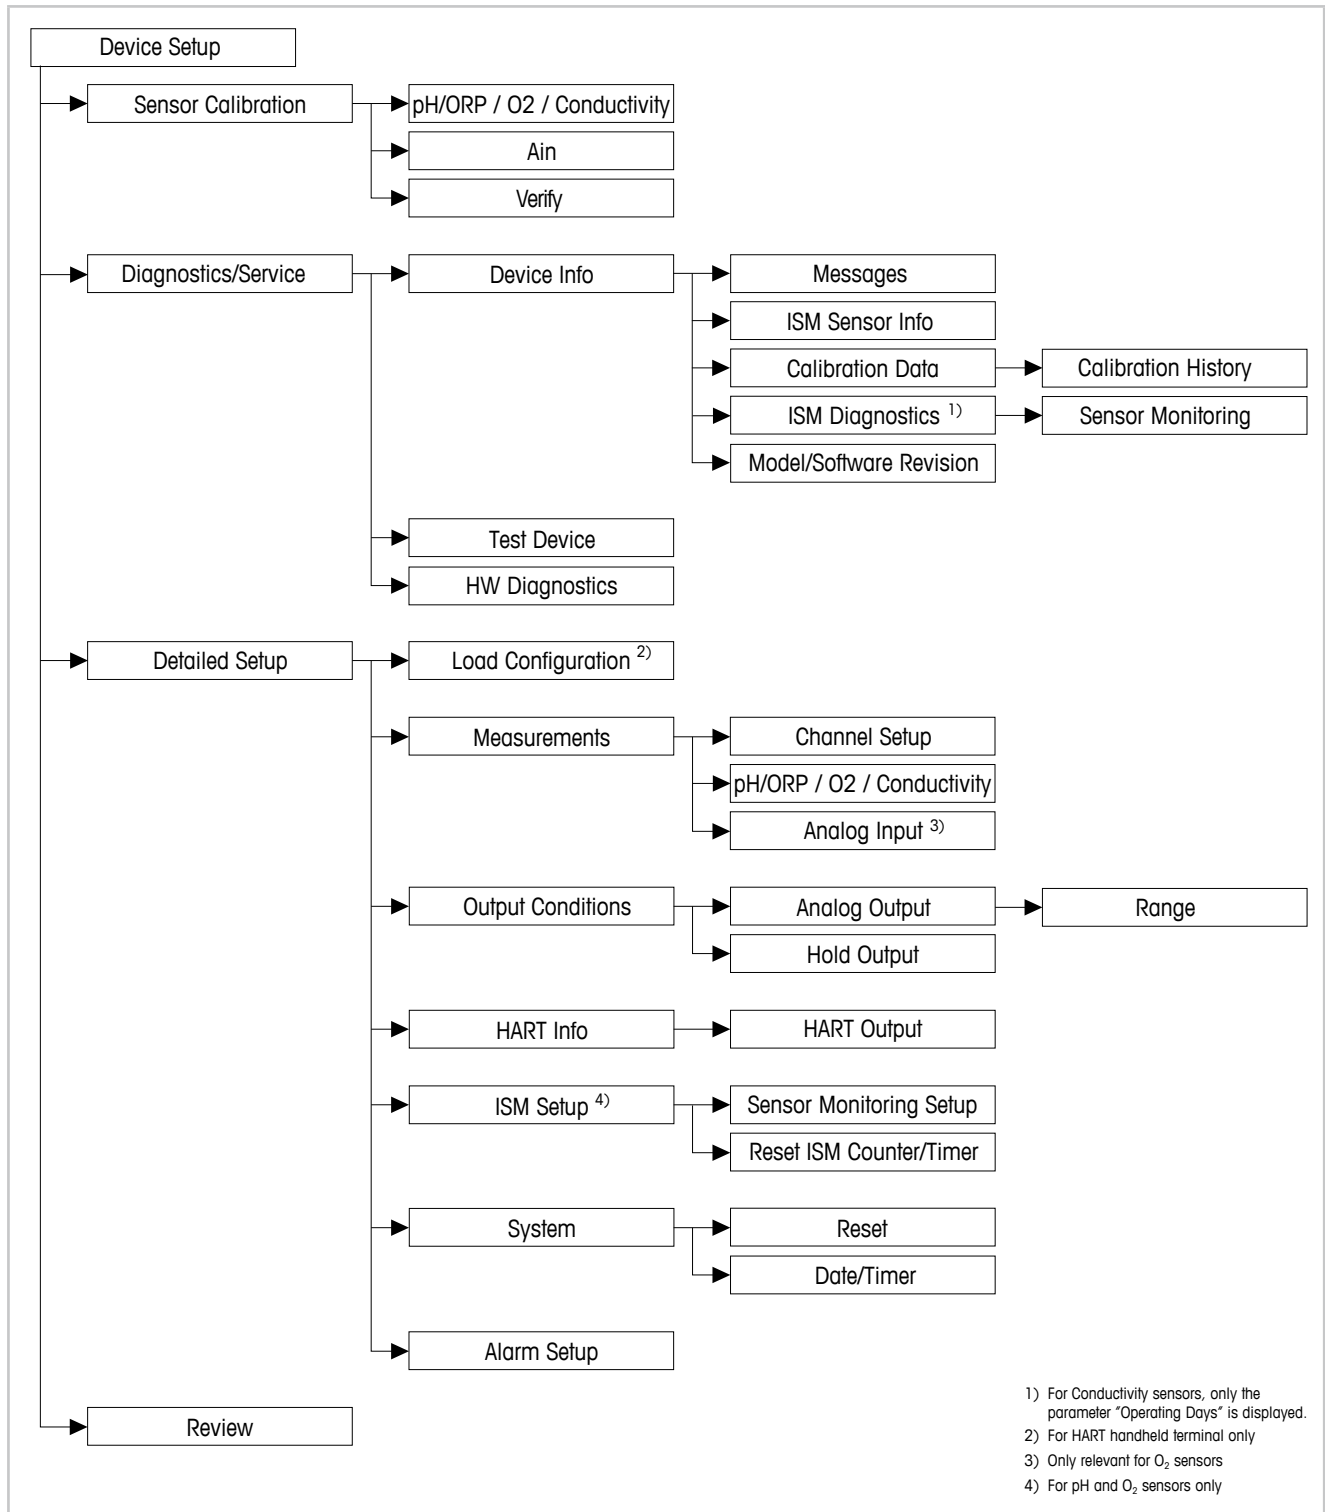 Device Setup
Sensor Calibration
pH/ORP / O2 / Conductivity
Ain
Verify
Diagnostics/Service
Device Info
Messages
ISM Sensor Info
Calibration Data
Calibration History
ISM Diagnostics 1)
Sensor Monitoring
Model/Software Revision
Test Device
HW Diagnostics
Detailed Setup
Load Configuration 2)
Measurements
Channel Setup
pH/ORP / O2 / Conductivity
Analog Input 3)
Output Conditions
Analog Output
Range
Hold Output
HART Info
HART Output
ISM Setup 4)
Sensor Monitoring Setup
Reset ISM Counter/Timer
System
Reset
Date/Timer
Alarm Setup
Review
1) For Conductivity sensors, only the
parameter "Operating Days" is displayed.
2) For HART handheld terminal only
3) Only relevant for O2 sensors
4) For pH and O2 sensors only